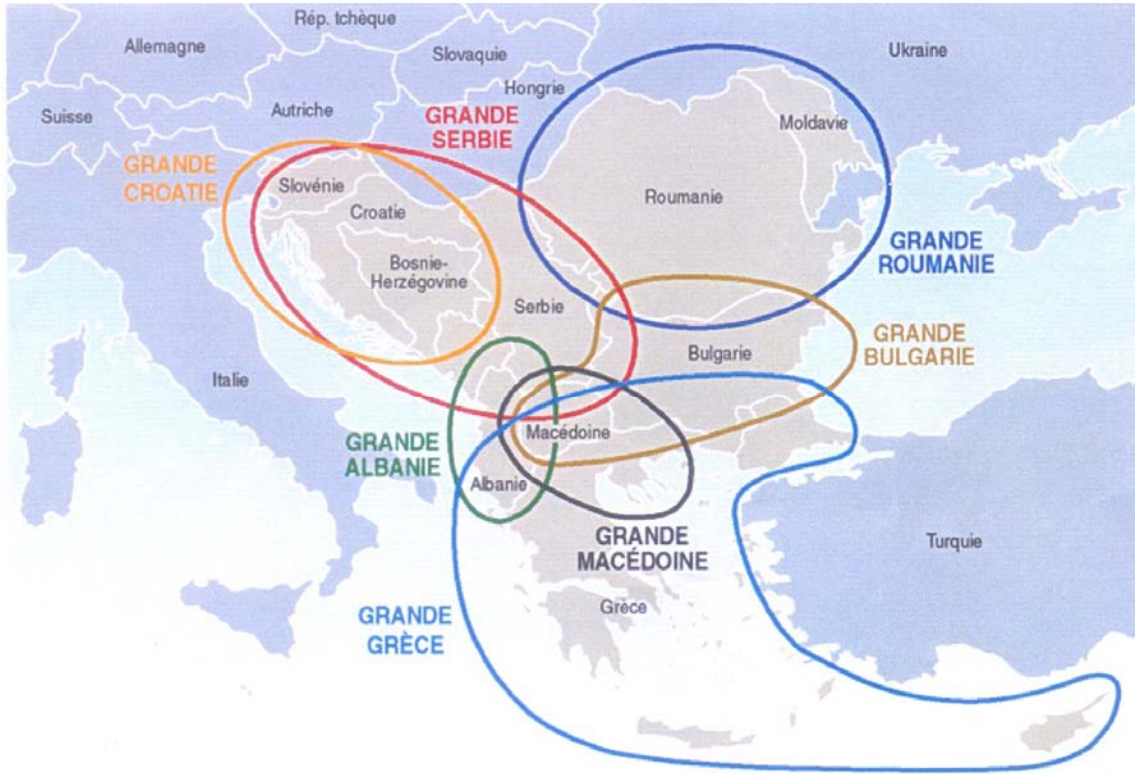 Rép. tchèque
Allemagne
Ukraine
Slovaquie
Hongrie
Suisse
Autriche
GRANDE
SERBIE
Moldavie
GRANDE
CROATIE
Slovénie
Roumanie
Croatie
GRANDE
ROUMANIE
Bosnie-
Herzégovine
Serbie
GRANDE
BULGARIE
Bulgarie
Italie
Macédoine
GRANDE
ALBANIE
Albanie
GRANDE
MACÉDOINE
Turquie
Grèce
GRANDE
GRÈCE